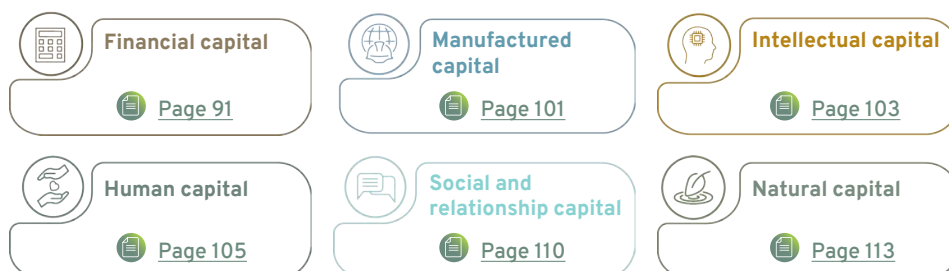 Financial capital
Page 91
Manufactured
capital
Page 101
Intellectual capital
Page 103
Human capital
Page 105
Social and
relationship capital
Page 110
Natural capital
Page 113